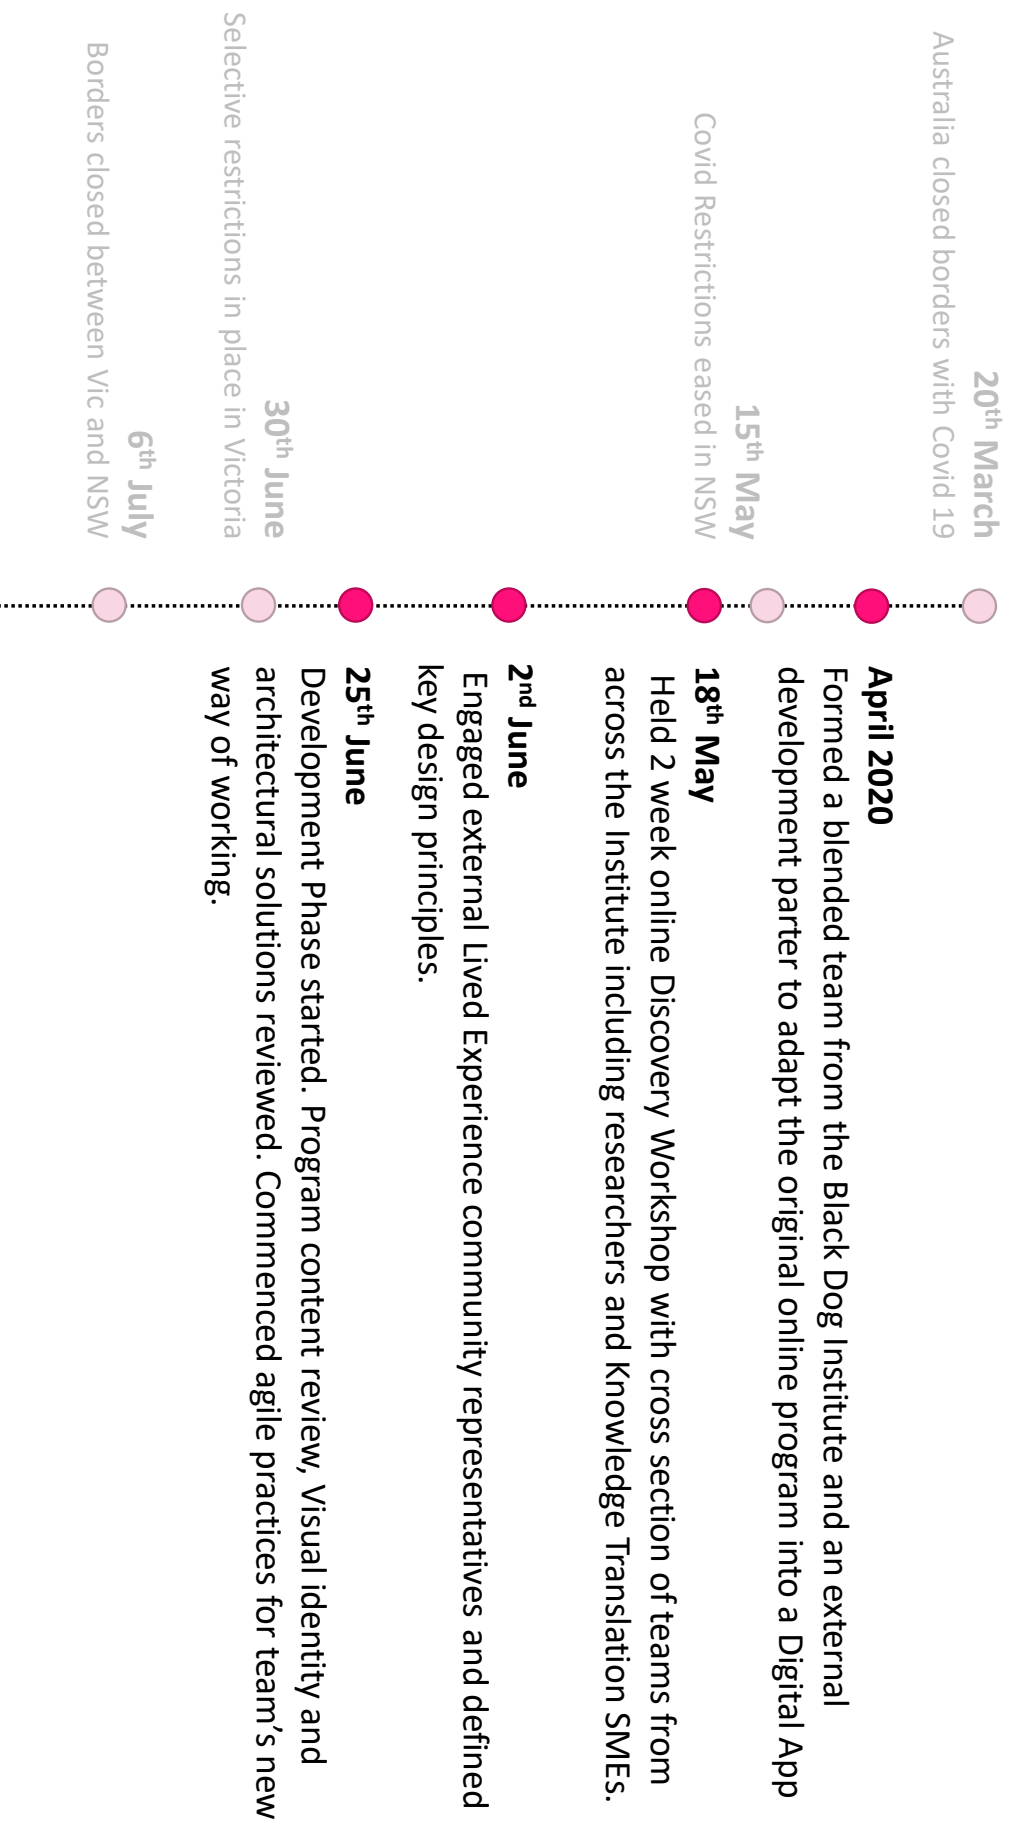 20th March
Australia closed borders with Covid 19
April 2020
Formed a blended team from the Black Dog Institute and an external
development parter to adapt the original online program into a Digital App
15th May
Covid Restrictions eased in NSW
18th May
Held 2 week online Discovery Workshop with cross section of teams from
across the Institute including researchers and Knowledge Translation SMEs.
2nd June
Engaged external Lived Experience community representatives and defined
key design principles.
25th June
Development Phase started. Program content review, Visual identity and
architectural solutions reviewed. Commenced agile practices for team’s new
way of working.
30th June
Selective restrictions in place in Victoria
6th July
Borders closed between Vic and NSW